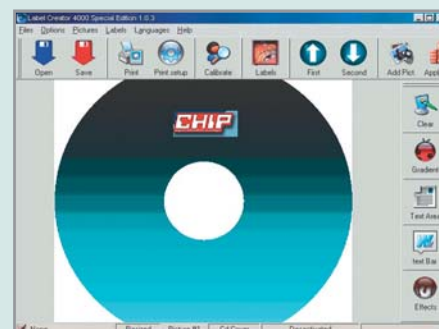 Label Creator 4000 Special Edition 1.0.3
Files Options Pictures Labels Languages Help
Open Save Print Print setup Calibrate Labels First Second Add Pict
CHIP
Clear
Gradient
Text Area
text Bar
Effects